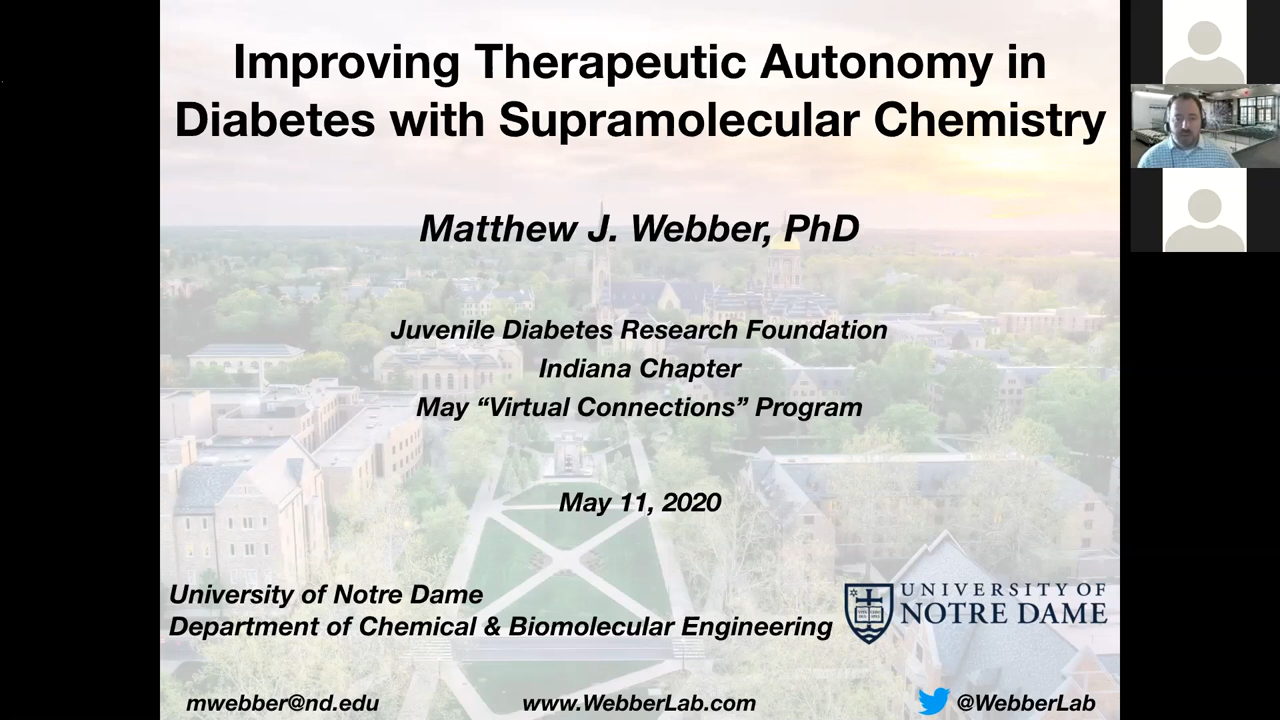 Improving Therapeutic Autonomy in
Diabetes with Supramolecular Chemistry
Matthew J. Webber, PhD
Juvenile Diabetes Research Foundation
Indiana Chapter
May “Virtual Connections” Program
May 11, 2020
University of Notre Dame
Department of Chemical & Biomolecular Engineering
UNIVERSITY OF
NOTRE DAME
mwebber@nd.edu
www.WebberLab.com
@WebberLab